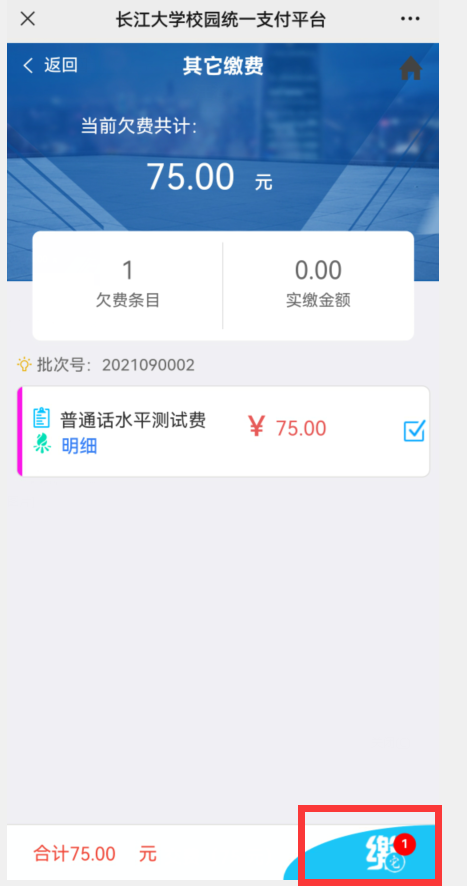 长江大学校园统一支付平台
返回 其它缴费
当前欠费共计:
75.00 元
1 0.00
欠费条目 实缴金额
批次号: 2021090002
普通话水平测试费 ¥ 75.00
明细
合计75.00 元 缴 1